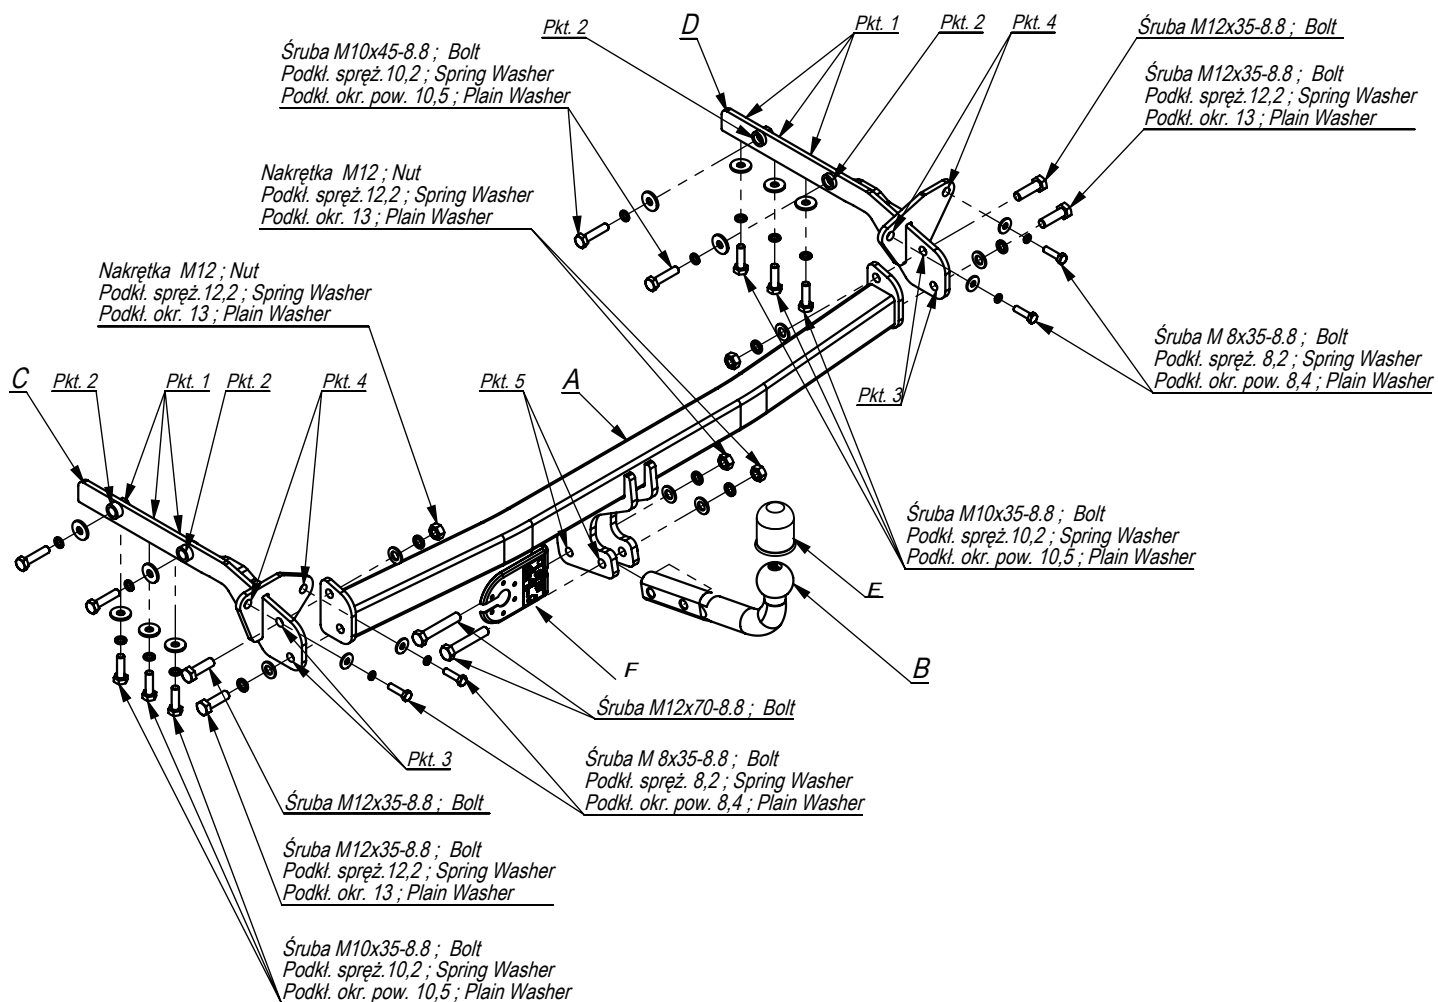 Pkt. 2
D
Pkt. 1
Pkt. 2
Pkt. 4
Śruba M12x35-8.8 ; Bolt
Śruba M10x45-8.8 ; Bolt
Podkł. spręż.10,2 ; Spring Washer
Podkł. okr. pow. 10,5 ; Plain Washer
Śruba M12x35-8.8 ; Bolt
Podkł. spręż.12,2 ; Spring Washer
Podkł. okr. 13 ; Plain Washer
Nakrętka M12 ; Nut
Podkł. spręż.12,2 ; Spring Washer
Podkł. okr. 13 ; Plain Washer
Nakrętka M12 ; Nut
Podkł. spręż.12,2 ; Spring Washer
Podkł. okr. 13 ; Plain Washer
Śruba M 8x35-8.8 ; Bolt
Podkł. spręż. 8,2 ; Spring Washer
Podkł. okr. pow. 8,4 ; Plain Washer
C
Pkt. 2
Pkt. 1
Pkt. 2
Pkt. 4
Pkt. 5
A
Pkt. 3
Śruba M10x35-8.8 ; Bolt
Podkł. spręż.10,2 ; Spring Washer
Podkł. okr. pow. 10,5 ; Plain Washer
E
F
B
Śruba M12x70-8.8 ; Bolt
Pkt. 3
Śruba M 8x35-8.8 ; Bolt
Podkł. spręż. 8,2 ; Spring Washer
Podkł. okr. pow. 8,4 ; Plain Washer
Śruba M12x35-8.8 ; Bolt
Śruba M12x35-8.8 ; Bolt
Podkł. spręż.12,2 ; Spring Washer
Podkł. okr. 13 ; Plain Washer
Śruba M10x35-8.8 ; Bolt
Podkł. spręż.10,2 ; Spring Washer
Podkł. okr. pow. 10,5 ; Plain Washer